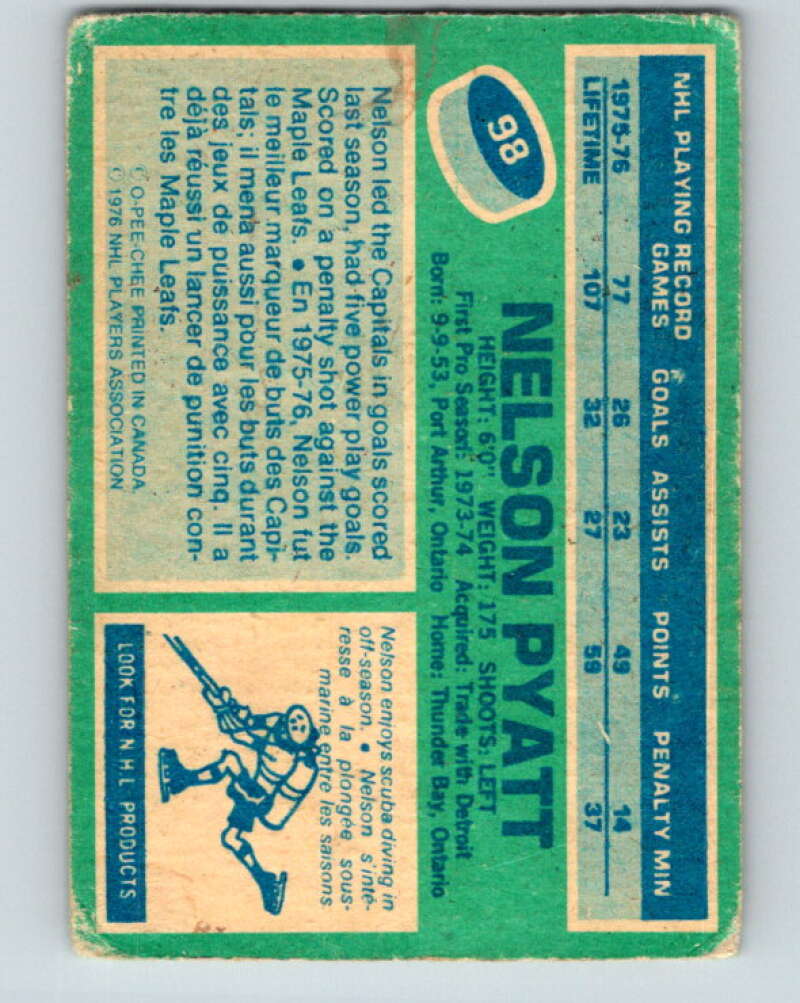 98
NELSON PYATT
HEIGHT: 6'0" WEIGHT: 175 SHOOTS: LEFT
First Pro Season: 1973-74 Acquired: Trade with Detroit
Born: 9-9-53, Port Arthur, Ontario Home: Thunder Bay, Ontario
NHL PLAYING RECORD
GAMES GOALS ASSISTS POINTS PENALTY MIN
1975-76 77 26 23 49 14
LIFETIME 107 32 27 59 37
Nelson led the Capitals in goals scored
last season, had five power play goals.
Scored on a penalty shot against the
Maple Leafs. • En 1975-76, Nelson fut
le meilleur marqueur de buts des Capi-
tals; il mena aussi pour les buts durant
des jeux de puissance avec cinq. Il a
déjà réussi un lancer de punition con-
tre les Maple Leafs.
© O-PEE-CHEE PRINTED IN CANADA.
© 1976 NHL PLAYERS ASSOCIATION
Nelson enjoys scuba diving in
off-season. • Nelson s'inté-
resse à la plongée sous-
marine entre les saisons.
LOOK FOR N.H.L. PRODUCTS